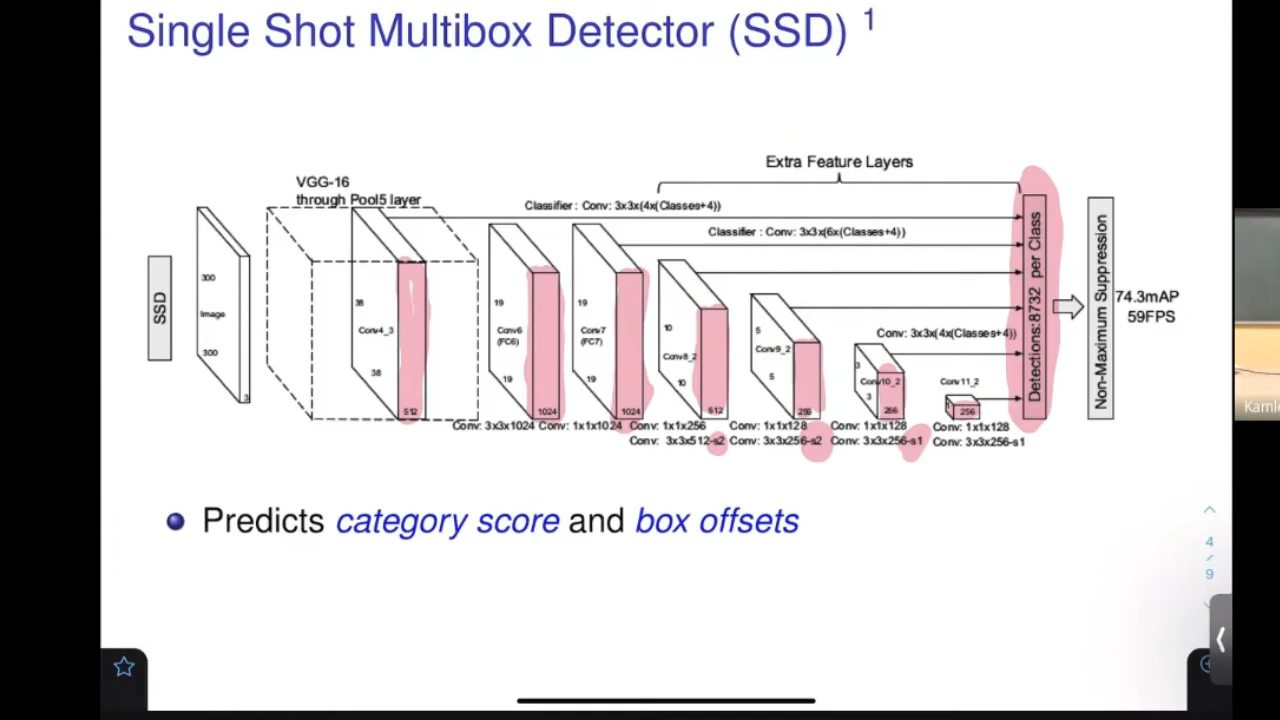 Single Shot Multibox Detector (SSD) 1
Extra Feature Layers
VGG-16
through Pool5 layer
Classifier : Conv: 3x3x(4x(Classes+4))
Classifier : Conv: 3x3x(6x(Classes+4))
Conv: 3x3x(4x(Classes+4))
SSD
300
Image
300
3
38
Conv4_3
38
512
19
Conv6
(FC6)
19
1024
19
Conv7
(FC7)
19
1024
10
Conv8_2
10
512
5
Conv9_2
5
256
3
Conv10_2
3
256
Conv11_2
1
256
Detections:8732 per Class
Non-Maximum Suppression
74.3mAP
59FPS
Conv: 3x3x1024 Conv: 1x1x1024 Conv: 1x1x256 Conv: 1x1x128 Conv: 1x1x128 Conv: 1x1x128
Conv: 3x3x512-s2 Conv: 3x3x256-s2 Conv: 3x3x256-s1 Conv: 3x3x256-s1
Predicts category score and box offsets
4
/
9